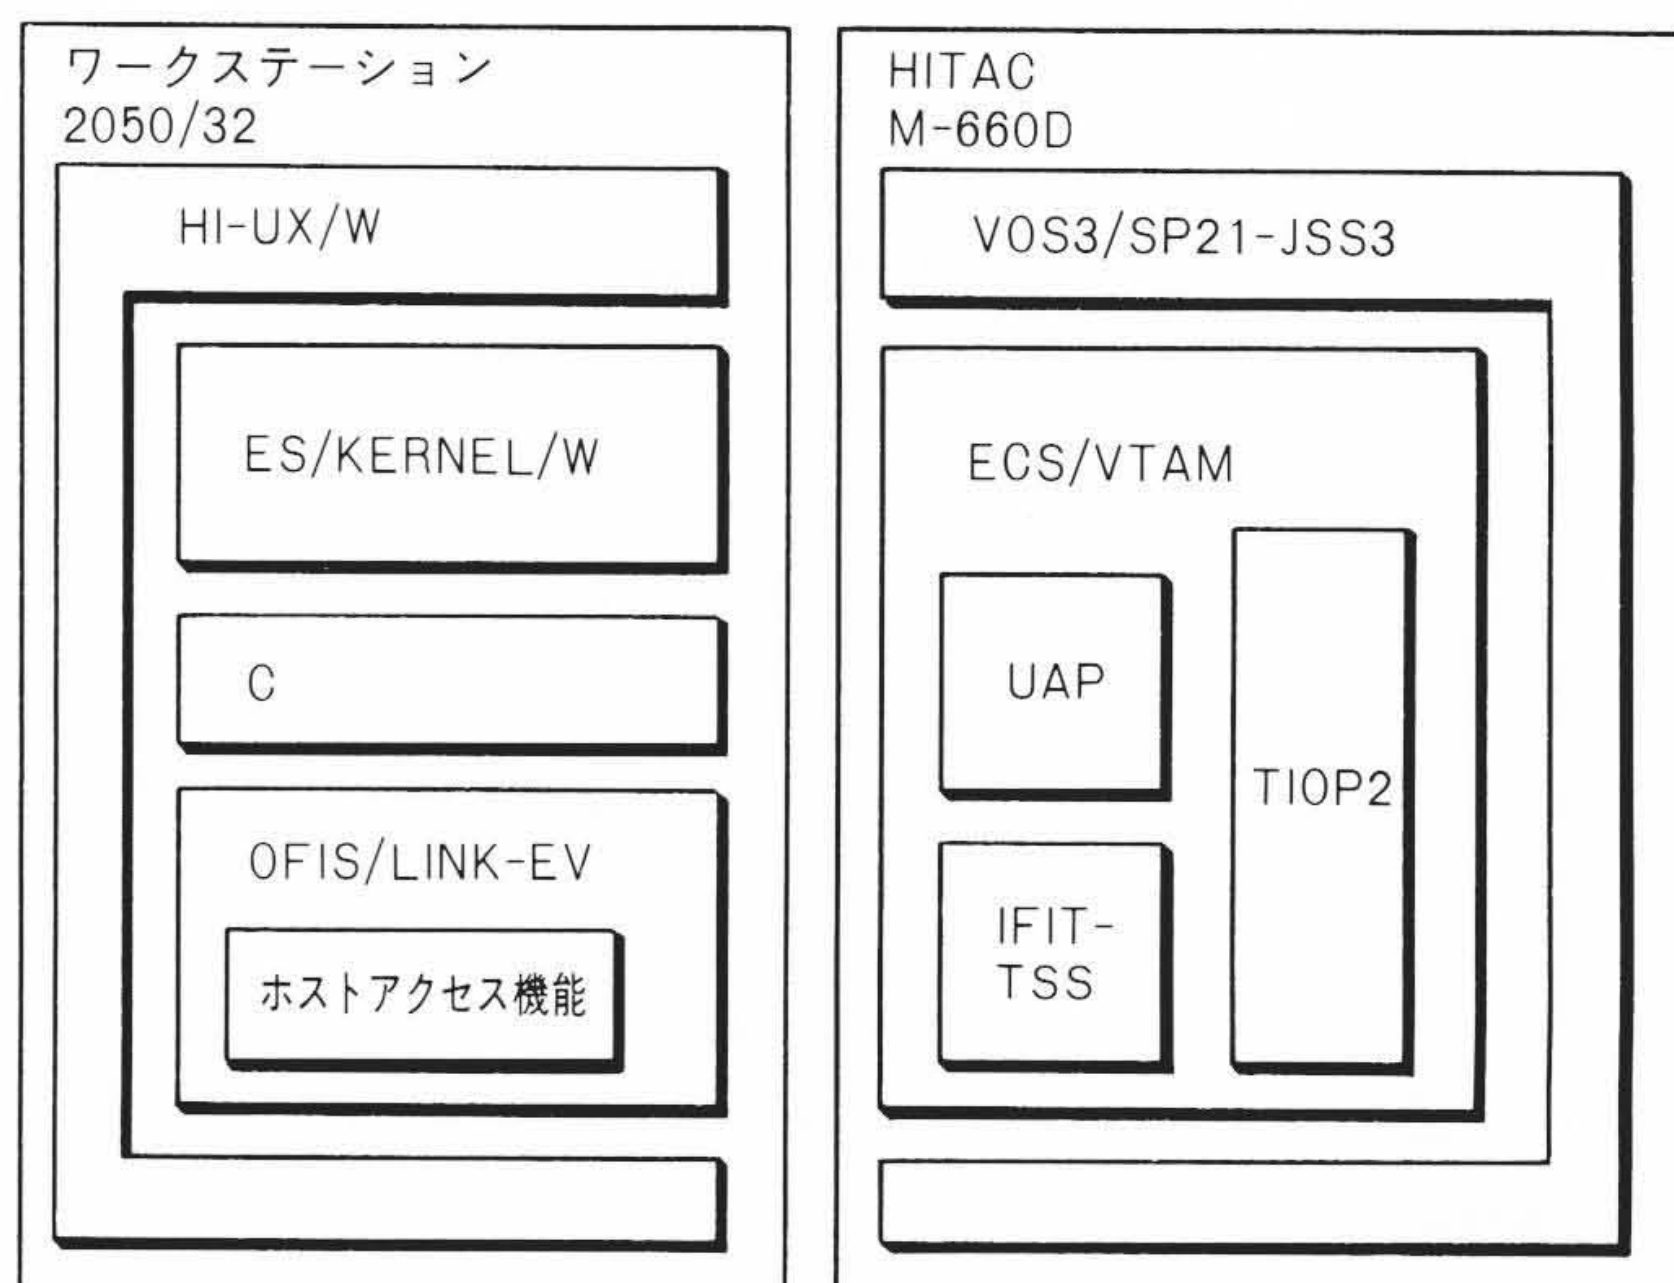 ワークステーション
2050/32
HI-UX/W
ES/KERNEL/W
C
OFIS/LINK-EV
ホストアクセス機能
HITAC
M-660D
VOS3/SP21-JSS3
ECS/VTAM
UAP
TIOP2
IFIT-
TSS